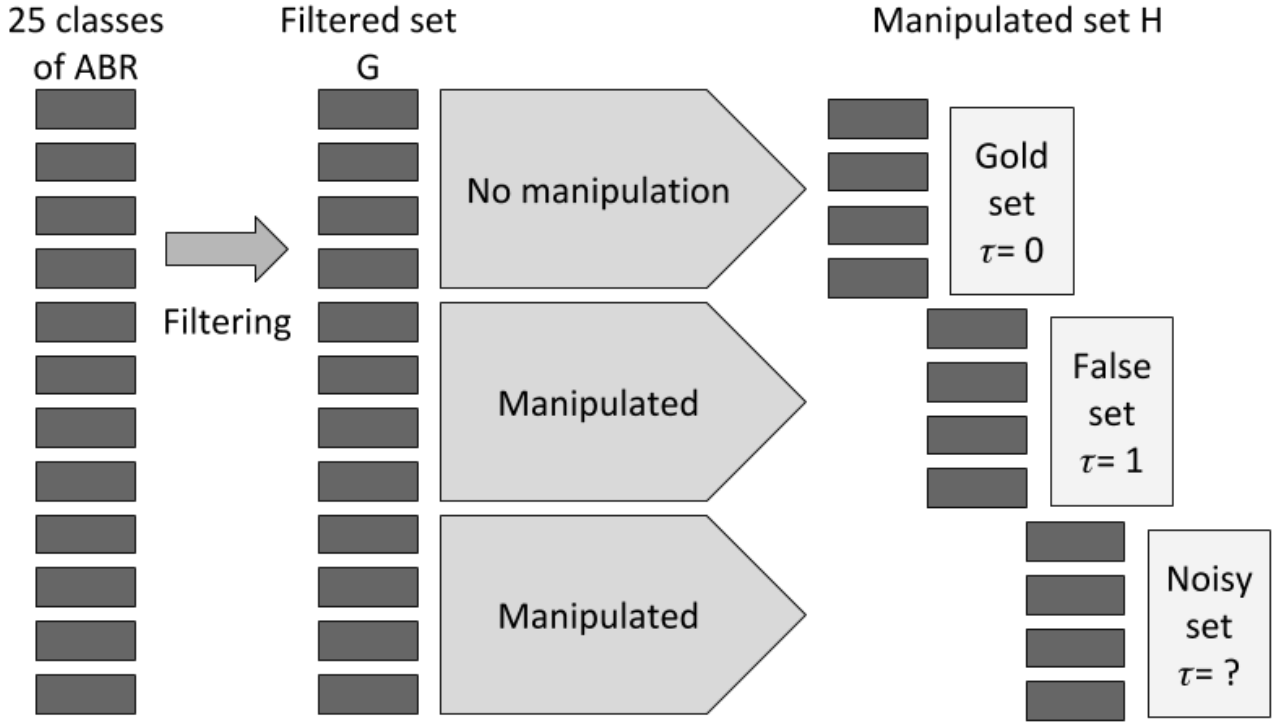 25 classes
of ABR
Filtered set
G
Manipulated set H
Filtering
No manipulation
Manipulated
Manipulated
Gold
set
τ= 0
False
set
τ= 1
Noisy
set
τ= ?